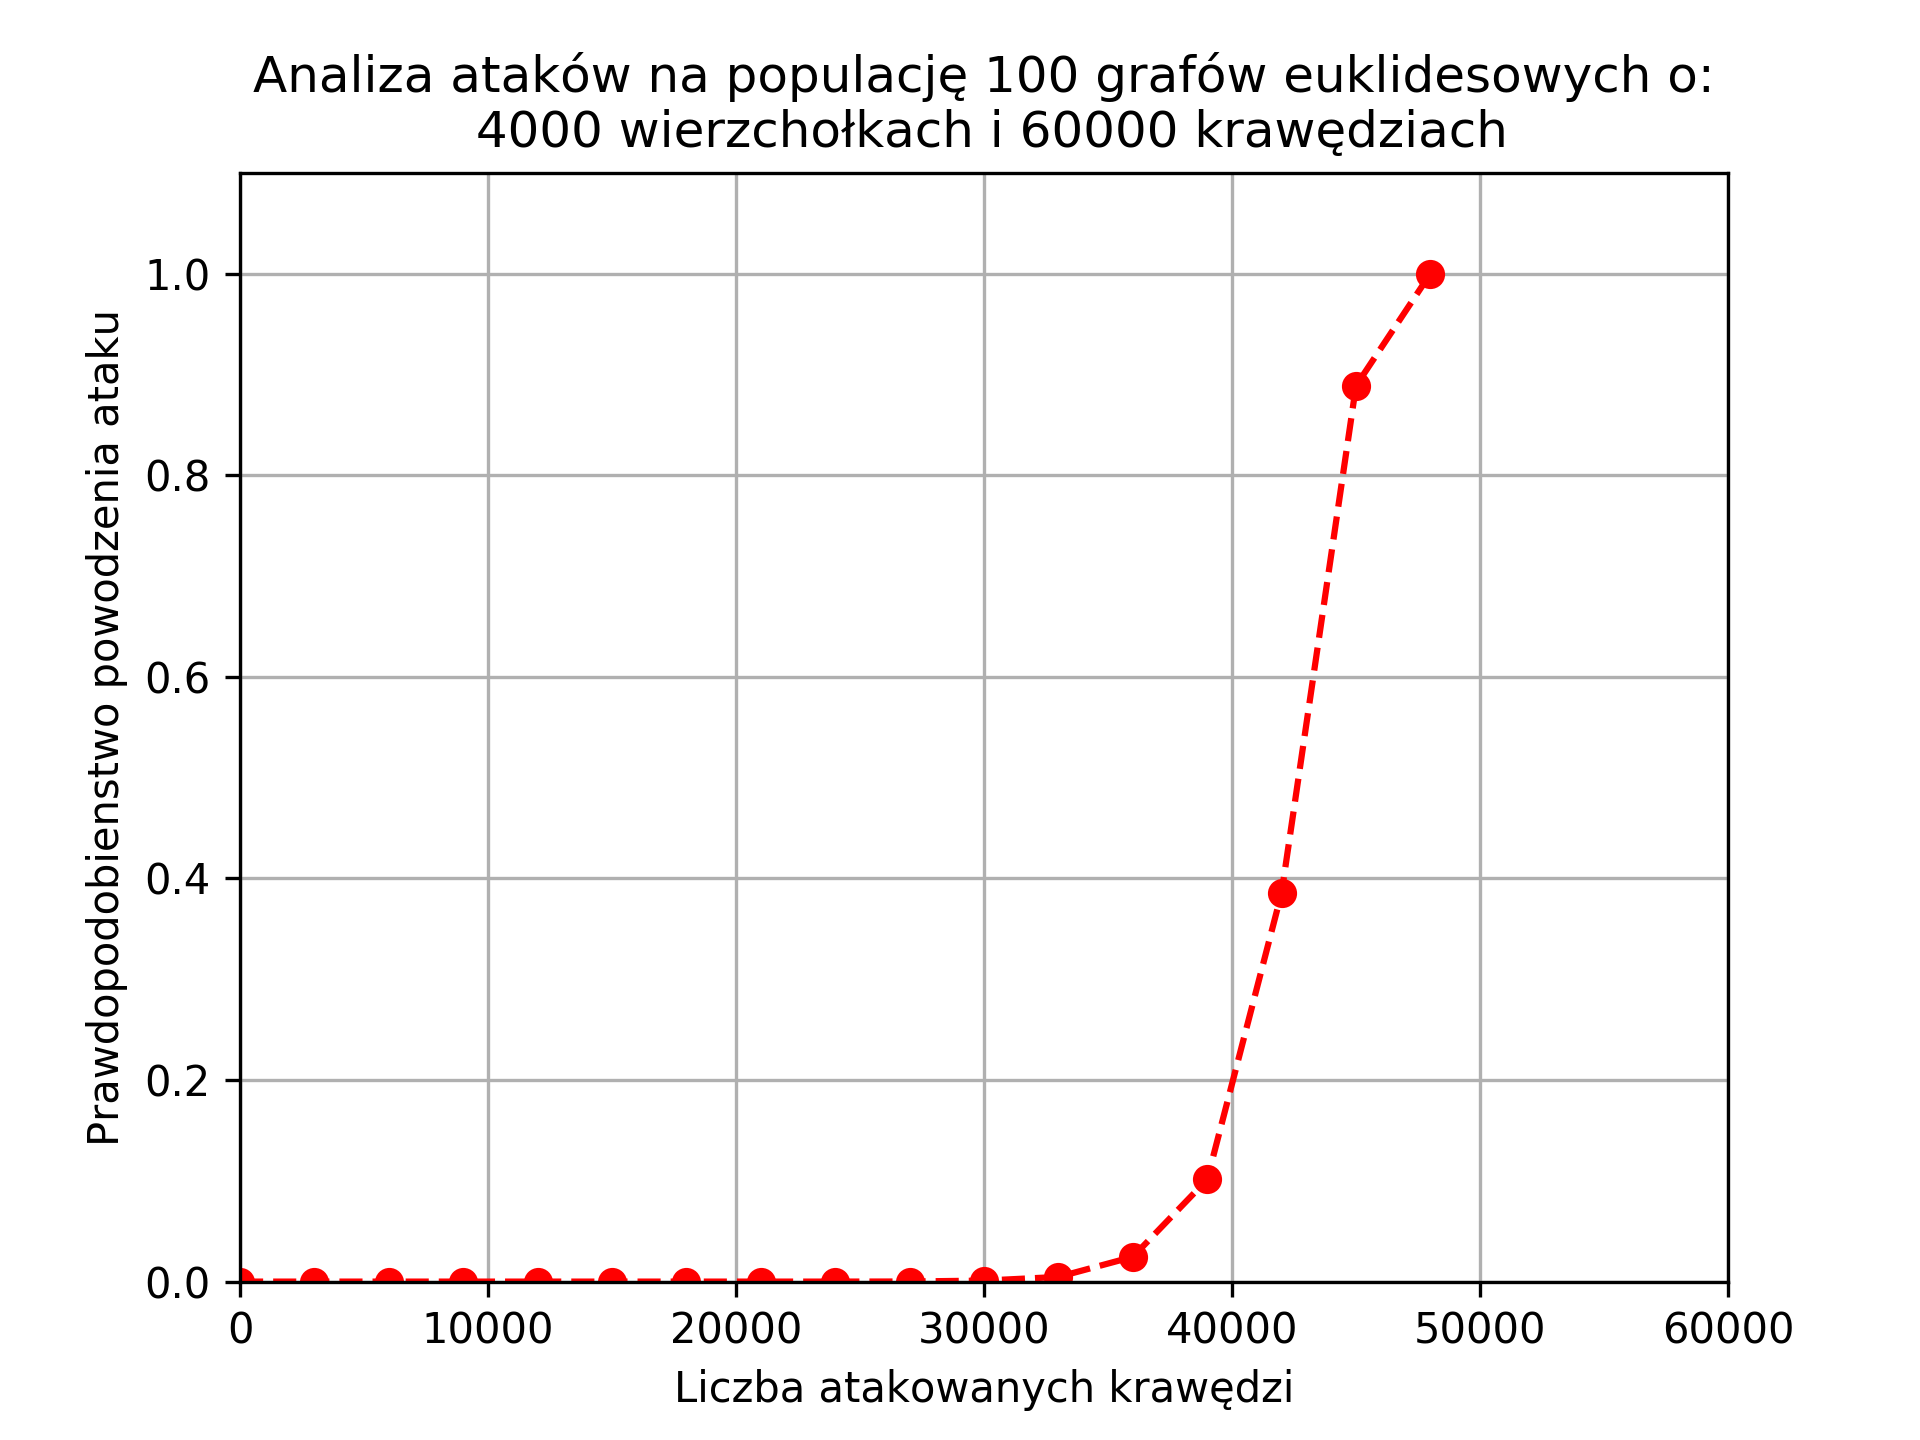 Analiza ataków na populację 100 grafów euklidesowych o:
4000 wierzchołkach i 60000 krawędziach
Prawdopodobienstwo powodzenia ataku
1.0
0.8
0.6
0.4
0.2
0.0
0 10000 20000 30000 40000 50000 60000
Liczba atakowanych krawędzi